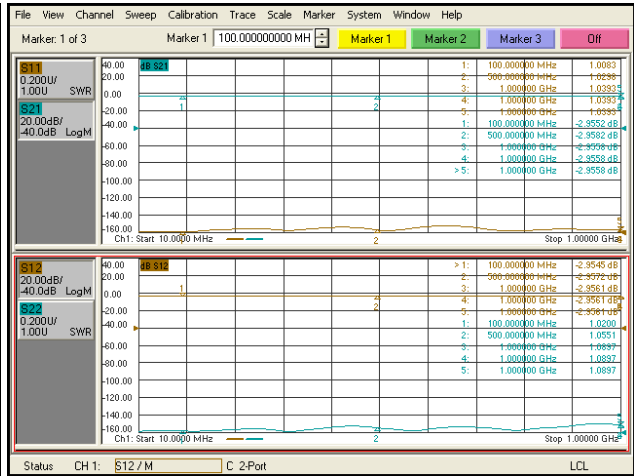 File View Channel Sweep Calibration Trace Scale Marker System Window Help
Marker: 1 of 3 Marker 1 100.000000000 MH Marker 1 Marker 2 Marker 3 Off
S11
0.200U/
1.00U SWR
S21
20.00dB/
-40.0dB LogM
40.00
20.00
0.00
-20.00
-40.00
-60.00
-80.00
-100.00
-120.00
-140.00
-160.00
dB S21
1: 100.000000 MHz 1.0083
2: 500.000000 MHz 1.0298
3: 1.000000 GHz 1.0393
4: 1.000000 GHz 1.0393
5: 1.000000 GHz 1.0393
1: 100.000000 MHz -2.9552 dB
2: 500.000000 MHz -2.9582 dB
3: 1.000000 GHz -2.9558 dB
4: 1.000000 GHz -2.9558 dB
> 5: 1.000000 GHz -2.9558 dB
1
2
2
Ch1: Start 10.0000 MHz Stop 1.00000 GHz
S12
20.00dB/
-40.0dB LogM
S22
0.200U/
1.00U SWR
40.00
20.00
0.00
-20.00
-40.00
-60.00
-80.00
-100.00
-120.00
-140.00
-160.00
dB S12
> 1: 100.000000 MHz -2.9545 dB
2: 500.000000 MHz -2.9572 dB
3: 1.000000 GHz -2.9561 dB
4: 1.000000 GHz -2.9561 dB
5: 1.000000 GHz -2.9561 dB
1: 100.000000 MHz 1.0200
2: 500.000000 MHz 1.0551
3: 1.000000 GHz 1.0897
4: 1.000000 GHz 1.0897
5: 1.000000 GHz 1.0897
1
2
2
Ch1: Start 10.0000 MHz Stop 1.00000 GHz
Status CH 1: S12 / M C 2-Port LCL